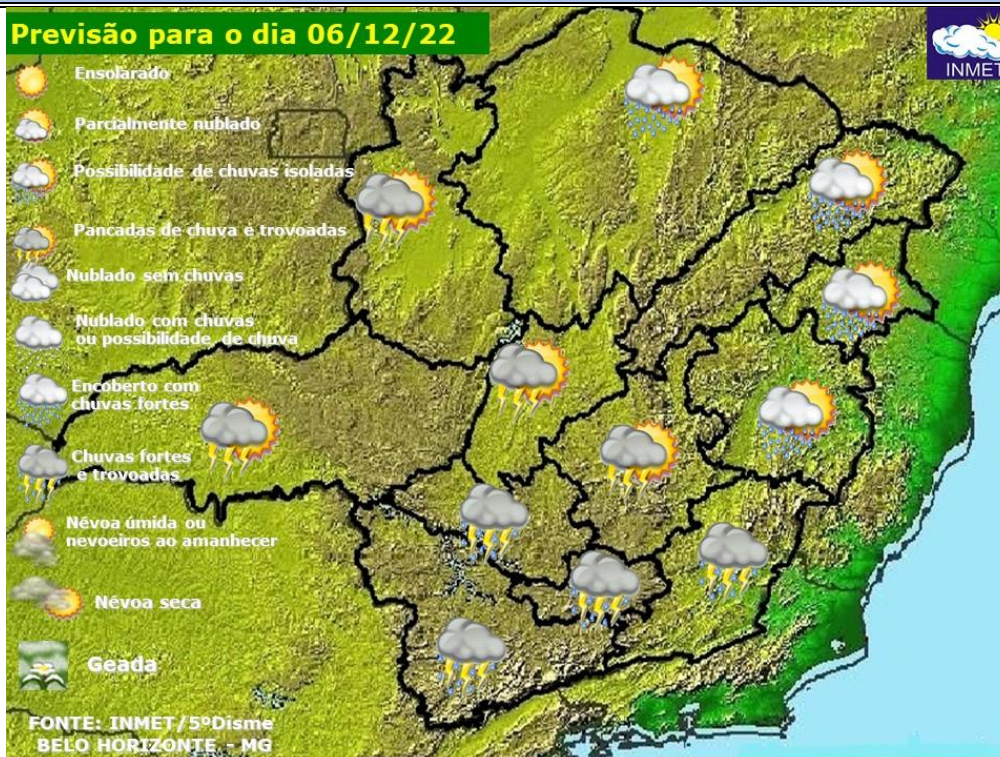 Previsão para o dia 06/12/22
INMET
Ensolarado
Parcialmente nublado
Possibilidade de chuvas isoladas
Pancadas de chuva e trovoadas
Nublado sem chuvas
Nublado com chuvas
ou possibilidade de chuva
Encoberto com
chuvas fortes
Chuvas fortes
e trovoadas
Névoa úmida ou
nevoeiros ao amanhecer
Névoa seca
Geada
FONTE: INMET/5ºDisme
BELO HORIZONTE - MG